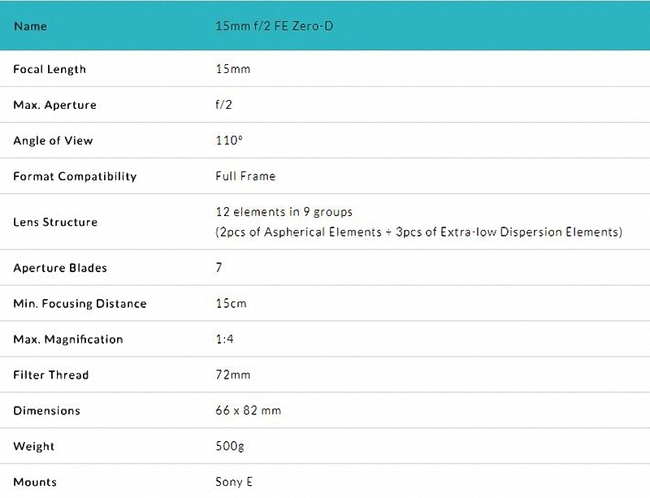 Name 15mm f/2 FE Zero-D
Focal Length 15mm
Max. Aperture f/2
Angle of View 110°
Format Compatibility Full Frame
Lens Structure 12 elements in 9 groups
(2pcs of Aspherical Elements + 3pcs of Extra-low Dispersion Elements)
Aperture Blades 7
Min. Focusing Distance 15cm
Max. Magnification 1:4
Filter Thread 72mm
Dimensions 66 x 82 mm
Weight 500g
Mounts Sony E